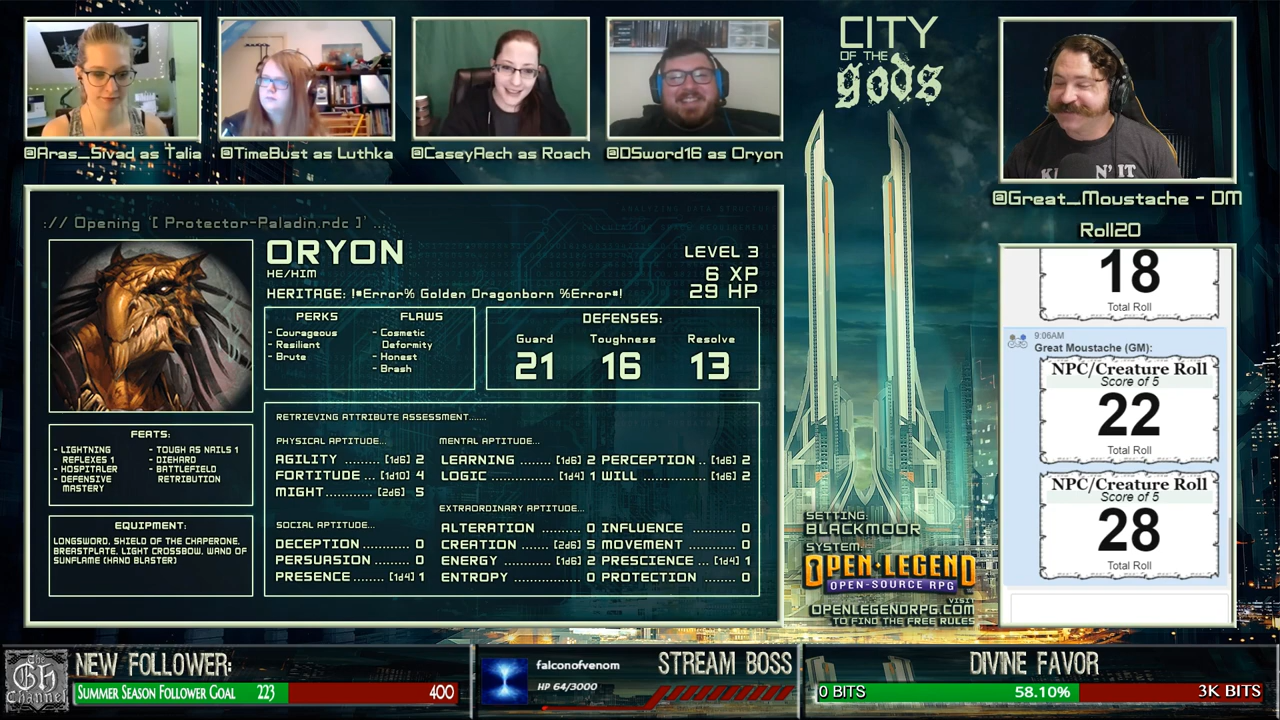 @Aras_Sivad as Talia
@TimeBust as Luthka
@CaseyAech as Roach
@DSword16 as Oryon
CITY
OF THE
gods
N' IT
@Great_Moustache - DM
Roll20
:// Opening '[ Protector-Paladin.rdc ]' ...
ORYON
HE/HIM
HERITAGE: !*Error% Golden Dragonborn %Error*!
LEVEL 3
6 XP
29 HP
PERKS
- Courageous
- Resilient
- Brute
FLAWS
- Cosmetic
Deformity
- Honest
- Brash
DEFENSES:
Guard
21
Toughness
16
Resolve
13
FEATS:
- LIGHTNING
REFLEXES 1
- HOSPITALER
- DEFENSIVE
MASTERY
- TOUGH AS NAILS 1
- DIEHARD
- BATTLEFIELD
RETRIBUTION
EQUIPMENT:
LONGSWORD, SHIELD OF THE CHAPERONE,
BREASTPLATE, LIGHT CROSSBOW, WAND OF
SUNFLAME (HAND BLASTER)
RETRIEVING ATTRIBUTE ASSESSMENT......
PHYSICAL APTITUDE...
AGILITY ........ [1d6] 2
FORTITUDE ... [1d10] 4
MIGHT........... [2d6] 5
SOCIAL APTITUDE...
DECEPTION ........... 0
PERSUASION ......... 0
PRESENCE ...... [1d4] 1
MENTAL APTITUDE...
LEARNING ....... [1d6] 2
LOGIC .............. [1d4] 1
PERCEPTION .. [1d6] 2
WILL ............. [1d6] 2
EXTRAORDINARY APTITUDE...
ALTERATION ......... 0
CREATION ..... [2d6] 5
ENERGY ........ [1d6] 2
ENTROPY ............. 0
INFLUENCE .......... 0
MOVEMENT........... 0
PRESCIENCE ... [1d4] 1
PROTECTION ....... 0
SETTING:
BLACKMOOR
SYSTEM:
OPEN LEGEND
OPEN-SOURCE RPG
VISIT
OPENLEGENDRPG.COM
TO FIND THE FREE RULES
18
Total Roll
9:06AM
Great Moustache (GM):
NPC/Creature Roll
Score of 5
22
Total Roll
NPC/Creature Roll
Score of 5
28
Total Roll
The
GH
Channel
NEW FOLLOWER:
SUMMER SEASON FOLLOWER GOAL 223
400
falconofvenom
HP 64/3000
STREAM BOSS
DIVINE FAVOR
0 BITS
58.10%
3K BITS